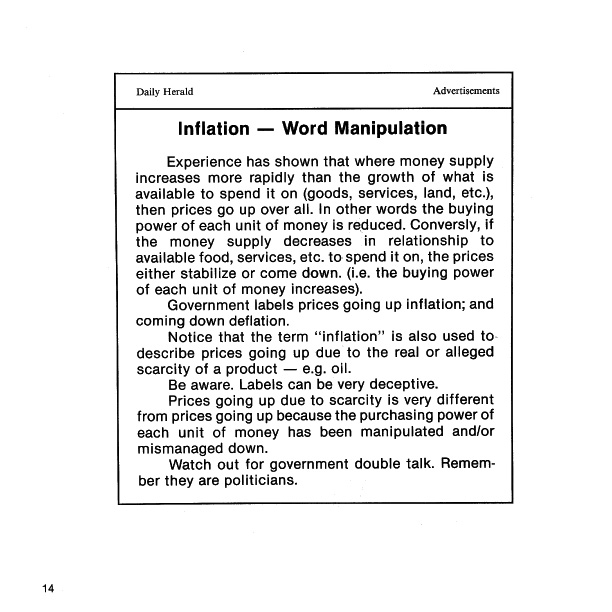 Daily Herald
Advertisements
Inflation — Word Manipulation
Experience has shown that where money supply
increases more rapidly than the growth of what is
available to spend it on (goods, services, land, etc.),
then prices go up over all. In other words the buying
power of each unit of money is reduced. Conversly, if
the money supply decreases in relationship to
available food, services, etc. to spend it on, the prices
either stabilize or come down. (i.e. the buying power
of each unit of money increases).
Government labels prices going up inflation; and
coming down deflation.
Notice that the term "inflation" is also used to
describe prices going up due to the real or alleged
scarcity of a product — e.g. oil.
Be aware. Labels can be very deceptive.
Prices going up due to scarcity is very different
from prices going up because the purchasing power of
each unit of money has been manipulated and/or
mismanaged down.
Watch out for government double talk. Remem-
ber they are politicians.
14